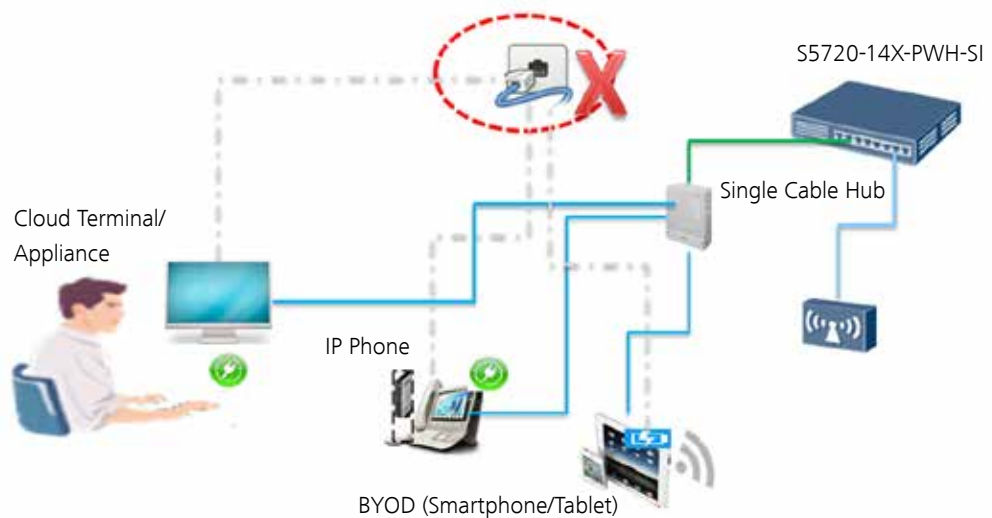 S5720-14X-PWH-SI
Single Cable Hub
Cloud Terminal/
Appliance
IP Phone
BYOD (Smartphone/Tablet)